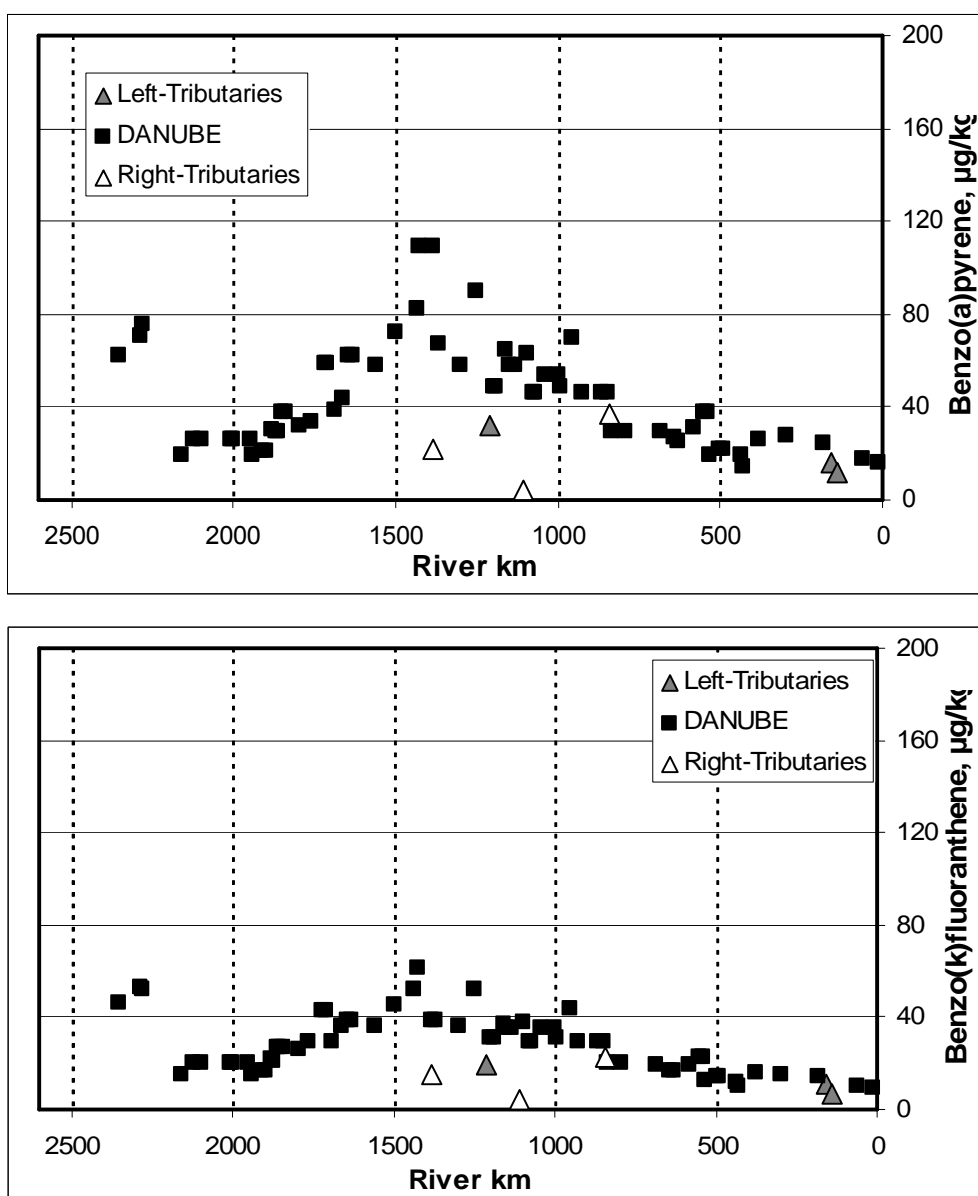 200
160
120
80
40
0
Benzo(a)pyrene, µg/kg
Left-Tributaries
DANUBE
Right-Tributaries
2500 2000 1500 1000 500 0
River km
200
160
120
80
40
0
Benzo(k)fluoranthene, µg/kg
Left-Tributaries
DANUBE
Right-Tributaries
2500 2000 1500 1000 500 0
River km